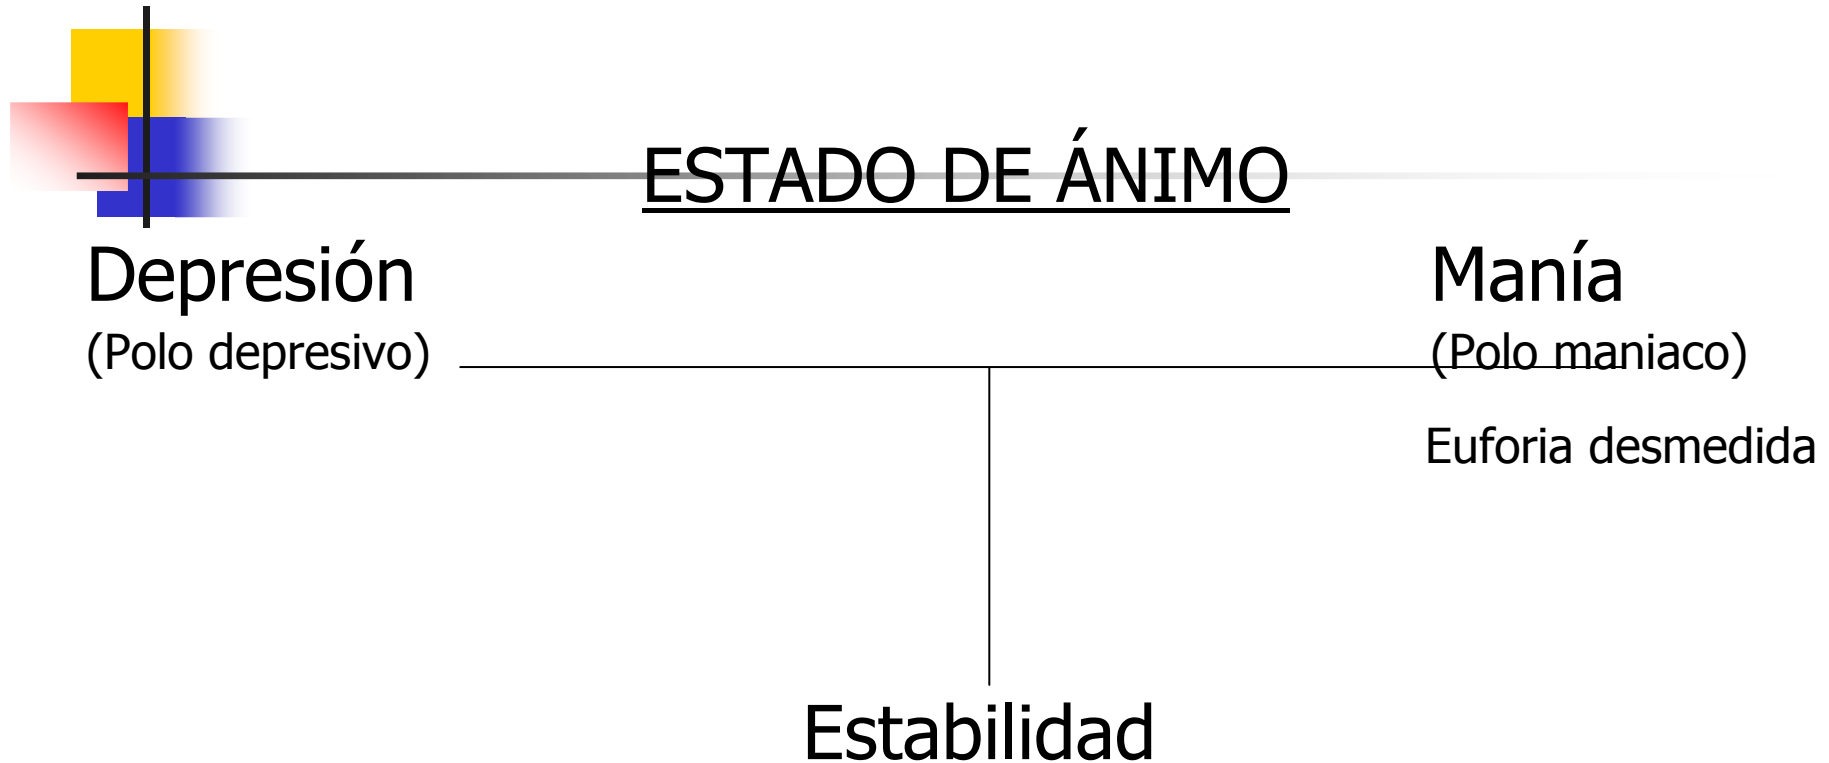 ESTADO DE ÁNIMO
Depresión
(Polo depresivo)
Manía
(Polo maniaco)
Euforia desmedida
Estabilidad